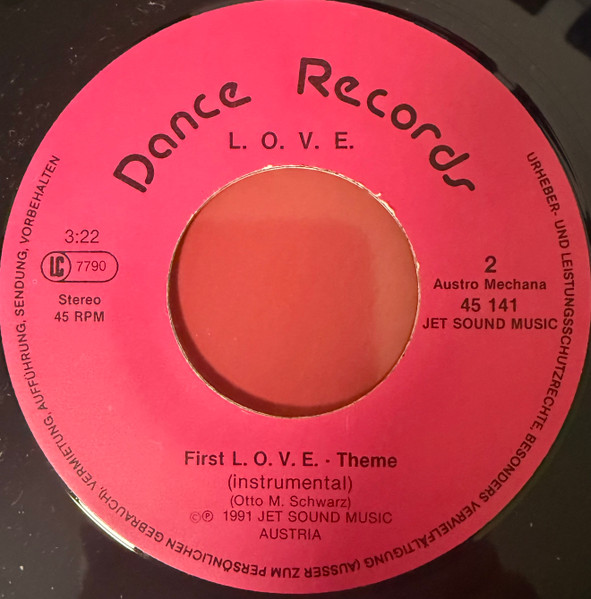 Dance Records
L. O. V. E.
3:22
LC 7790
Stereo
45 RPM
2
Austro Mechana
45 141
JET SOUND MUSIC
First L. O. V. E. - Theme
(instrumental)
(Otto M. Schwarz)
©℗ 1991 JET SOUND MUSIC
AUSTRIA
URHEBER- UND LEISTUNGSSCHUTZRECHTE, BESONDERS VERVIELFÄLTIGUNG (AUSSER ZUM PERSÖNLICHEN GEBRAUCH), VERMIETUNG, AUFFÜHRUNG, SENDUNG, VORBEHALTEN